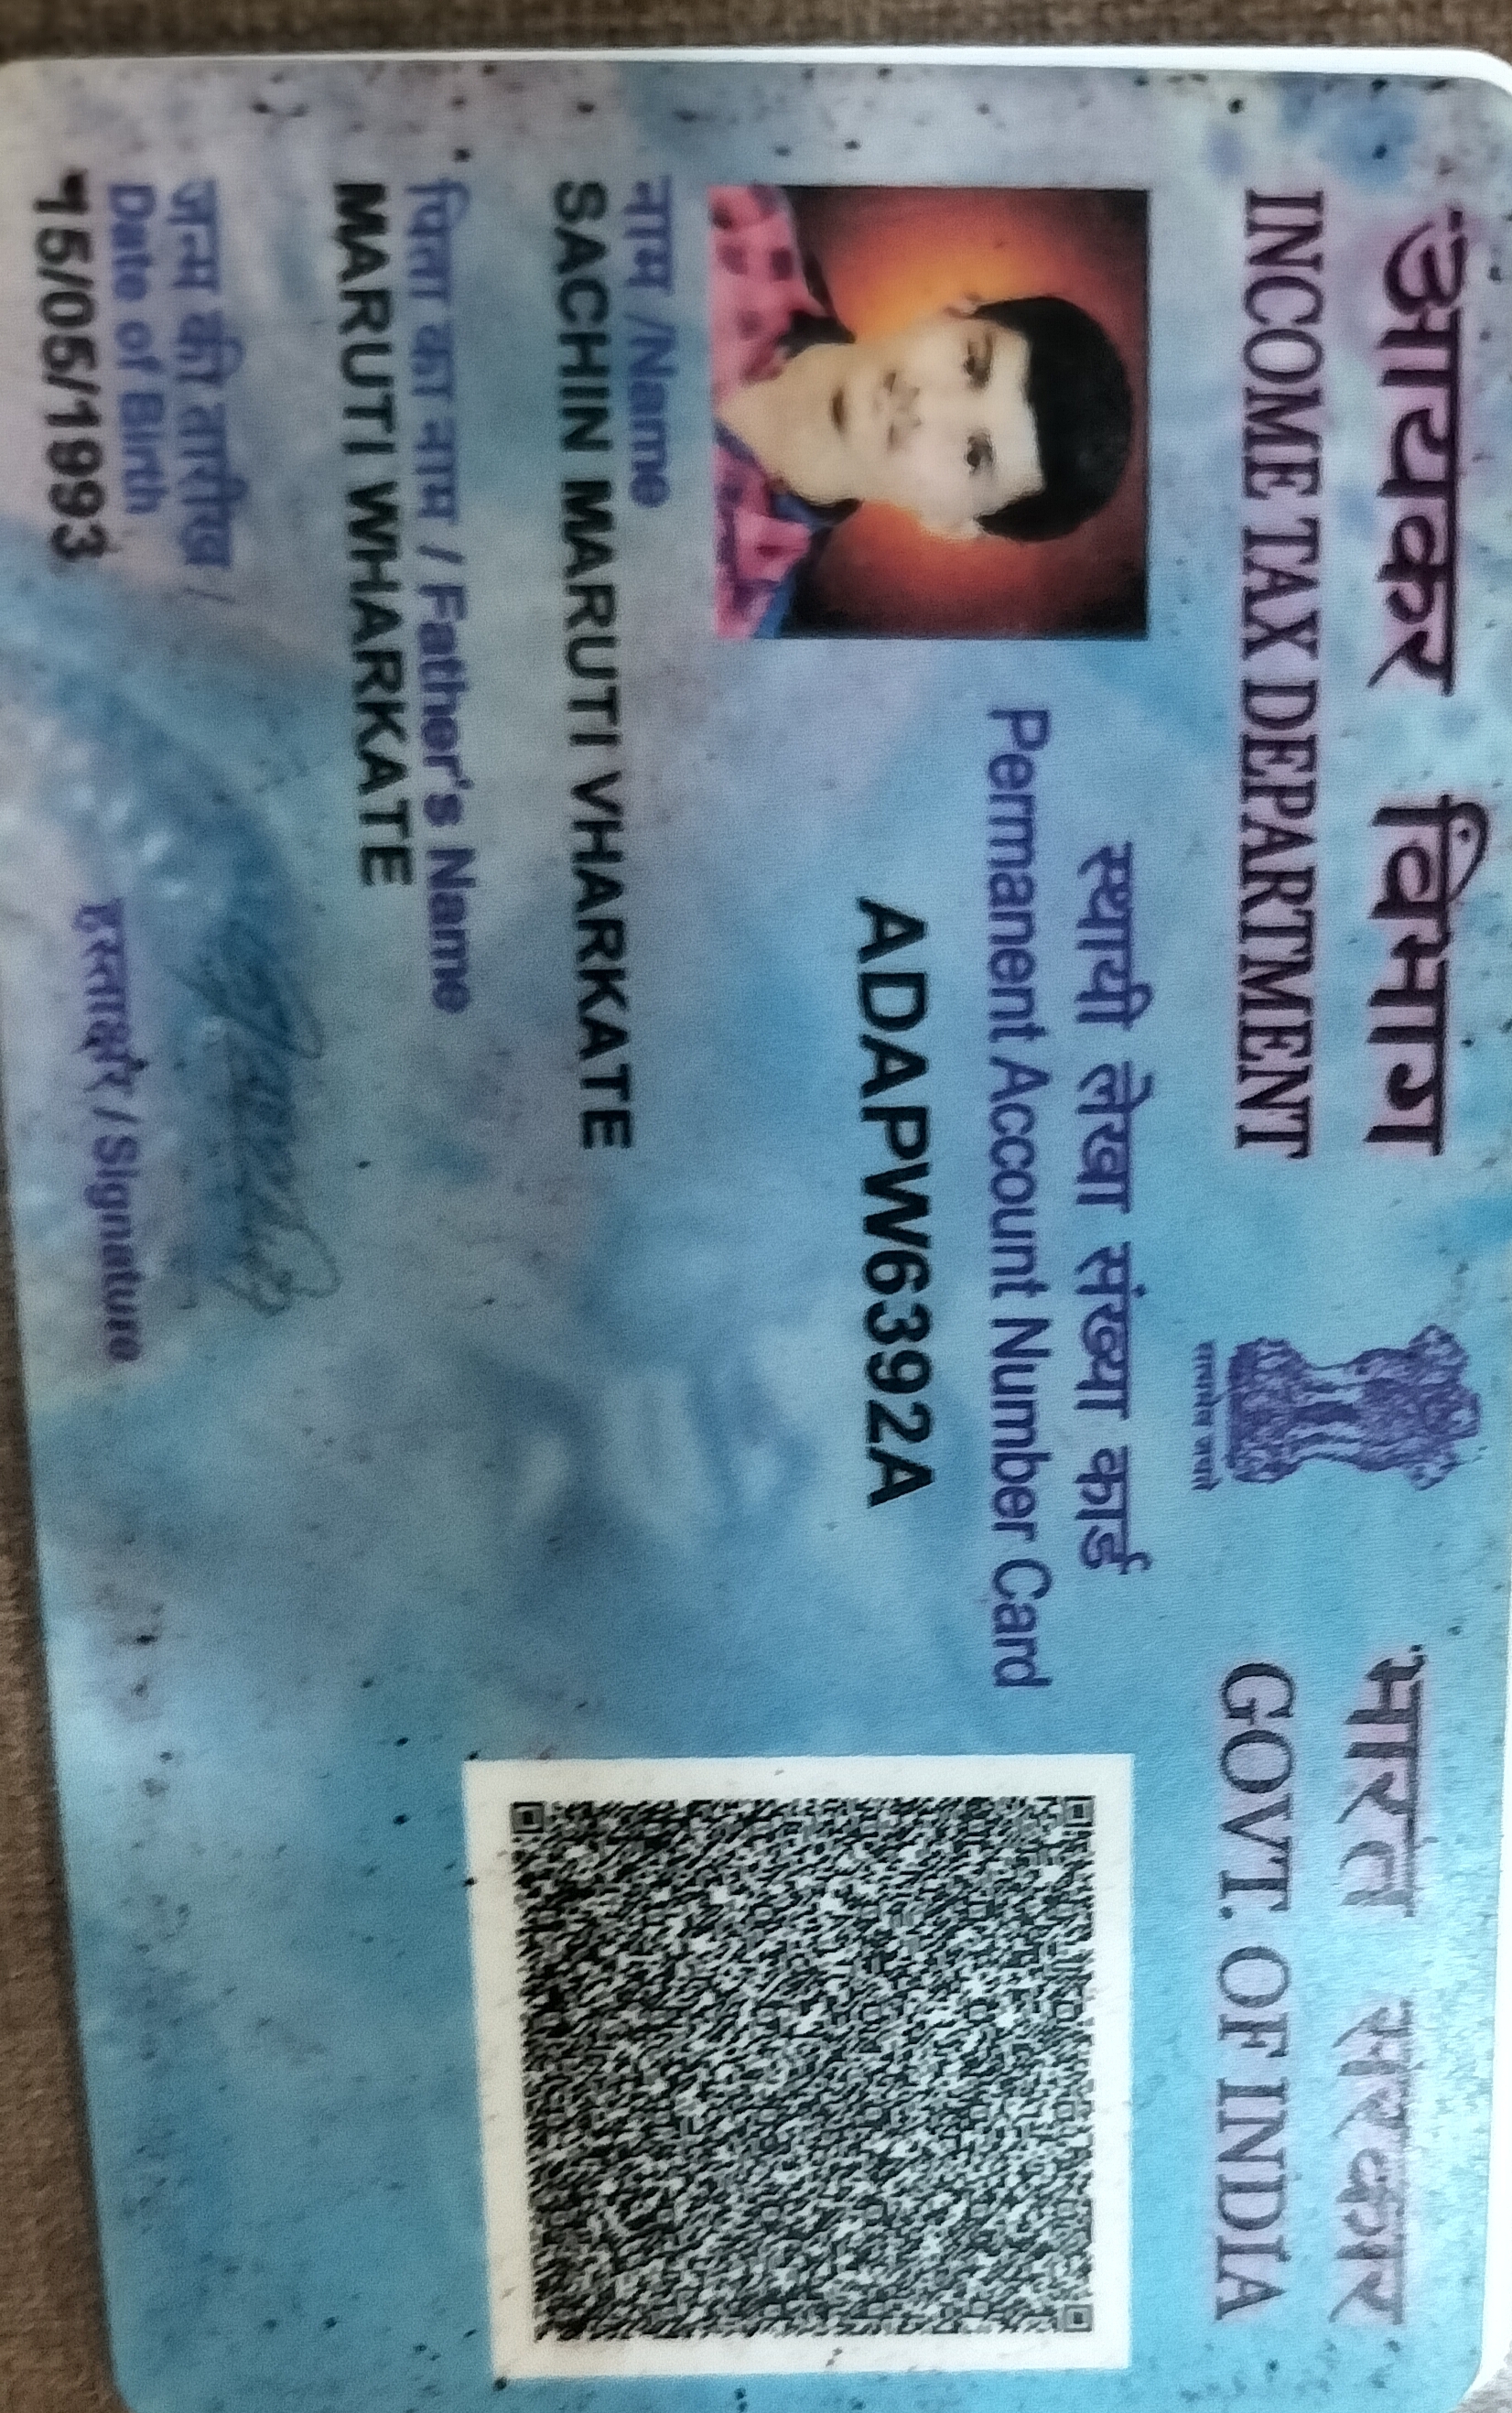 आयकर विभाग
INCOME TAX DEPARTMENT
सत्यमेव जयते
भारत सरकार
GOVT. OF INDIA
स्थायी लेखा संख्या कार्ड
Permanent Account Number Card
ADAPW6392A
नाम /Name
SACHIN MARUTI VHARKATE
पिता का नाम / Father's Name
MARUTI WHARKATE
जन्म की तारीख /
Date of Birth
15/05/1993
हस्ताक्षर / Signature